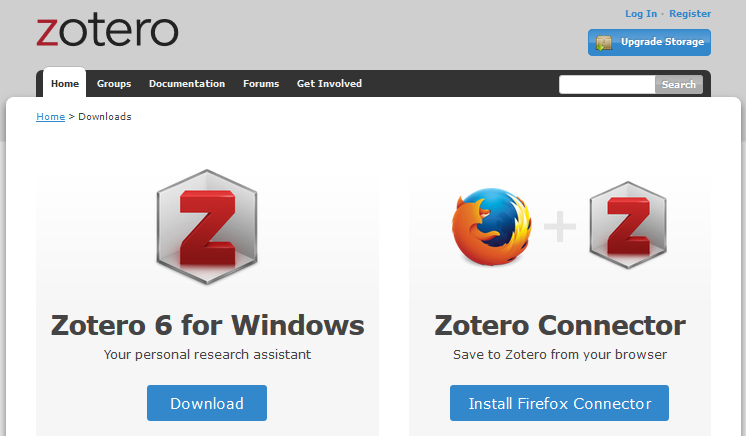 zotero
Log In · Register
Upgrade Storage
Home Groups Documentation Forums Get Involved Search
Home > Downloads
Z Z
Zotero 6 for Windows
Your personal research assistant
Download
Zotero Connector
Save to Zotero from your browser
Install Firefox Connector